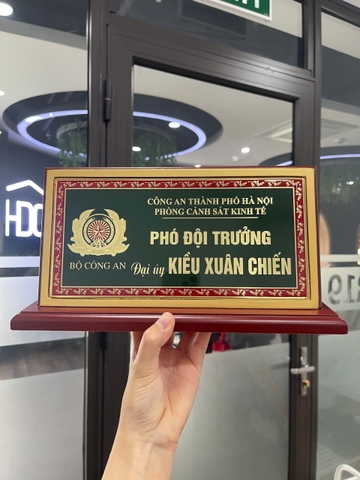 CÔNG AN THÀNH PHỐ HÀ NỘI
PHÒNG CẢNH SÁT KINH TẾ
PHÓ ĐỘI TRƯỞNG
BỘ CÔNG AN
Đại úy KIỀU XUÂN CHIẾN
HDC